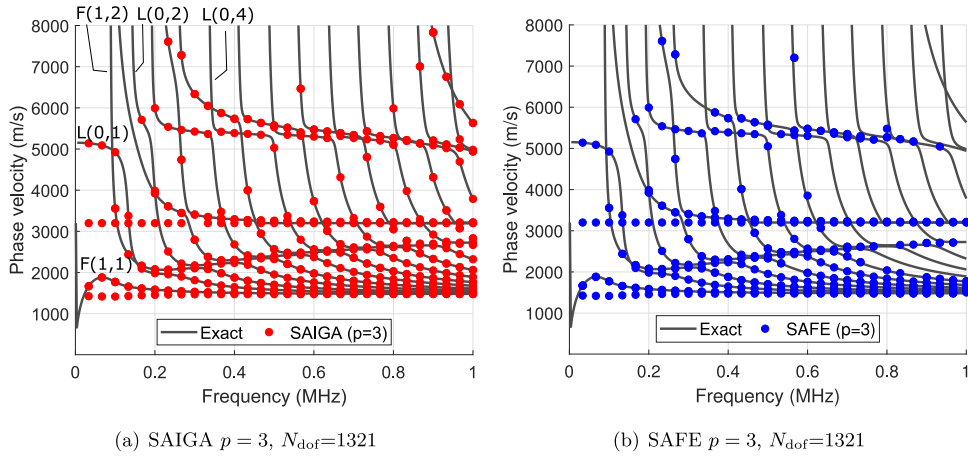 F(1,2) L(0,2) L(0,4)
8000
7000
6000
5000
4000
3000
2000
1000
Phase velocity (m/s)
L(0,1)
F(1,1)
Exact SAIGA (p=3)
0 0.2 0.4 0.6 0.8 1
Frequency (MHz)
(a) SAIGA p = 3, Ndof=1321
8000
7000
6000
5000
4000
3000
2000
1000
Phase velocity (m/s)
Exact SAFE (p=3)
0 0.2 0.4 0.6 0.8 1
Frequency (MHz)
(b) SAFE p = 3, Ndof=1321